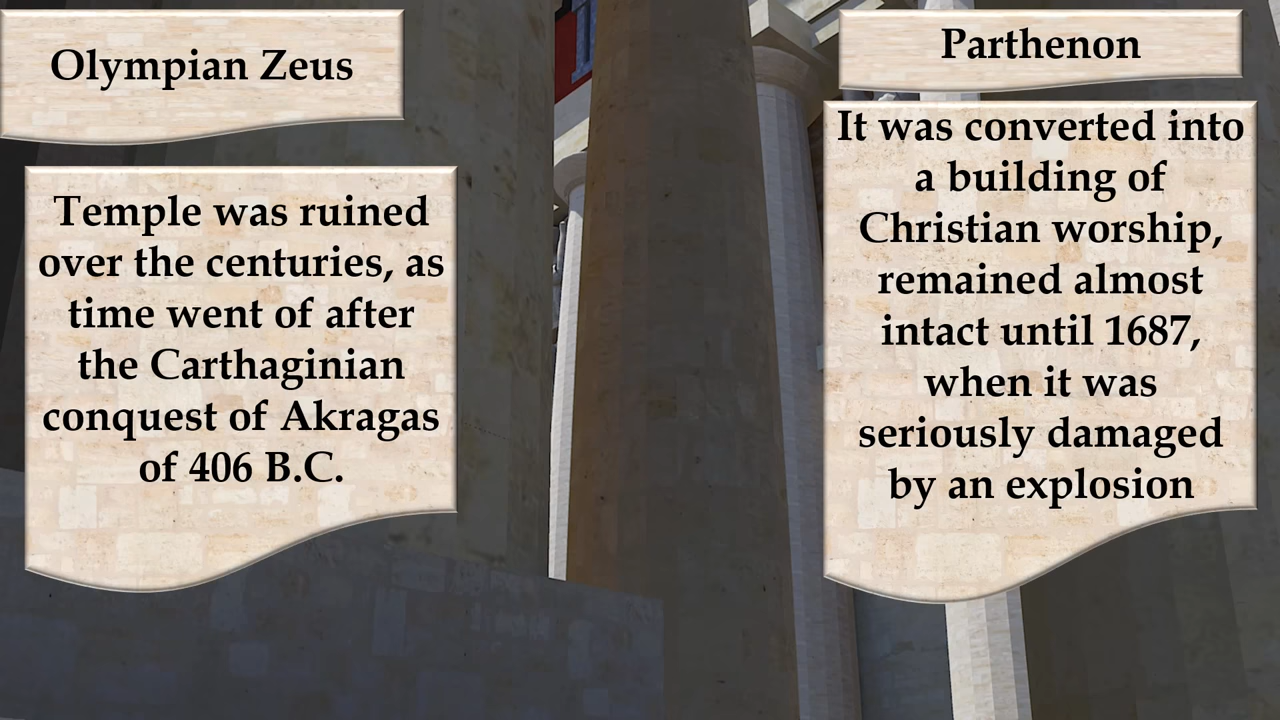 Olympian Zeus
Temple was ruined
over the centuries, as
time went of after
the Carthaginian
conquest of Akragas
of 406 B.C.
Parthenon
It was converted into
a building of
Christian worship,
remained almost
intact until 1687,
when it was
seriously damaged
by an explosion